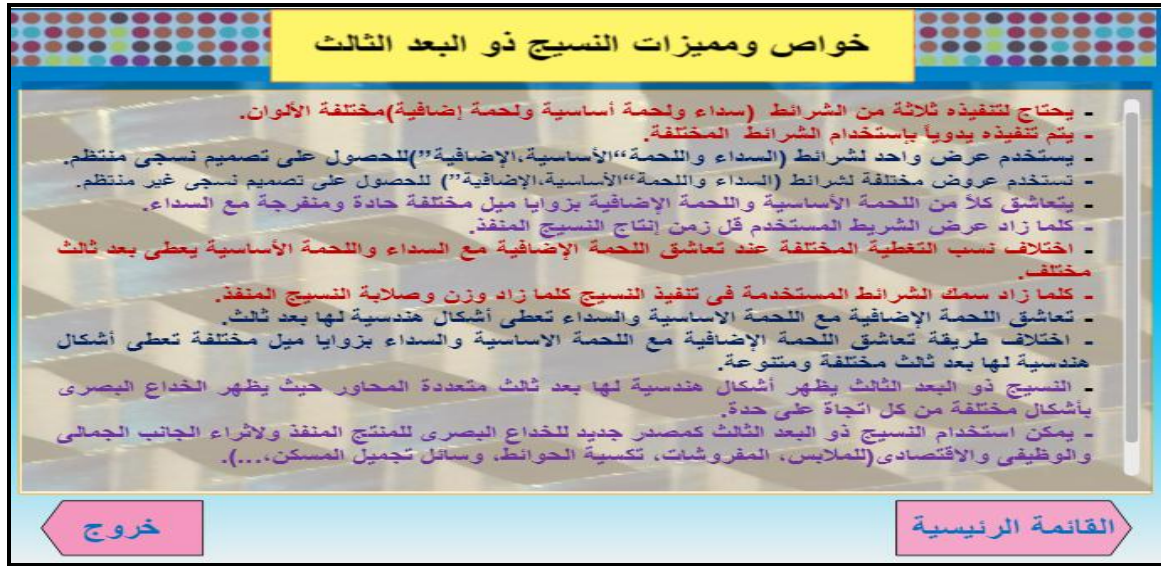 خواص ومميزات النسيج ذو البعد الثالث
- يحتاج لتنفيذه ثلاثة من الشرائط (سداء ولحمة أساسية ولحمة إضافية)مختلفة الألوان.
- يتم تنفيذه يدوياً بإستخدام الشرائط المختلفة.
- يستخدم عرض واحد لشرائط (السداء واللحمة“الأساسية،الإضافية”)للحصول على تصميم نسجى منتظم.
- تستخدم عروض مختلفة لشرائط (السداء واللحمة“الأساسية،الإضافية”) للحصول على تصميم نسجى غير منتظم.
- يتعاشق كلاً من اللحمة الأساسية واللحمة الإضافية بزوايا ميل مختلفة حادة ومنفرجة مع السداء.
- كلما زاد عرض الشريط المستخدم قل زمن إنتاج النسيج المنفذ.
- اختلاف نسب التغطية المختلفة عند تعاشق اللحمة الإضافية مع السداء واللحمة الأساسية يعطى بعد ثالث
مختلف.
- كلما زاد سمك الشرائط المستخدمة فى تنفيذ النسيج كلما زاد وزن وصلابة النسيج المنفذ.
- تعاشق اللحمة الإضافية مع اللحمة الاساسية والسداء تعطى أشكال هندسية لها بعد ثالث.
- اختلاف طريقة تعاشق اللحمة الإضافية مع اللحمة الاساسية والسداء بزوايا ميل مختلفة تعطى أشكال
هندسية لها بعد ثالث مختلفة ومتنوعة.
- النسيج ذو البعد الثالث يظهر أشكال هندسية لها بعد ثالث متعددة المحاور حيث يظهر الخداع البصرى
بأشكال مختلفة من كل اتجاة على حدة.
- يمكن استخدام النسيج ذو البعد الثالث كمصدر جديد للخداع البصرى للمنتج المنفذ ولاثراء الجانب الجمالى
والوظيفى والاقتصادى(للملابس، المفروشات، تكسية الحوائط، وسائل تجميل المسكن،...).
القائمة الرئيسية
خروج